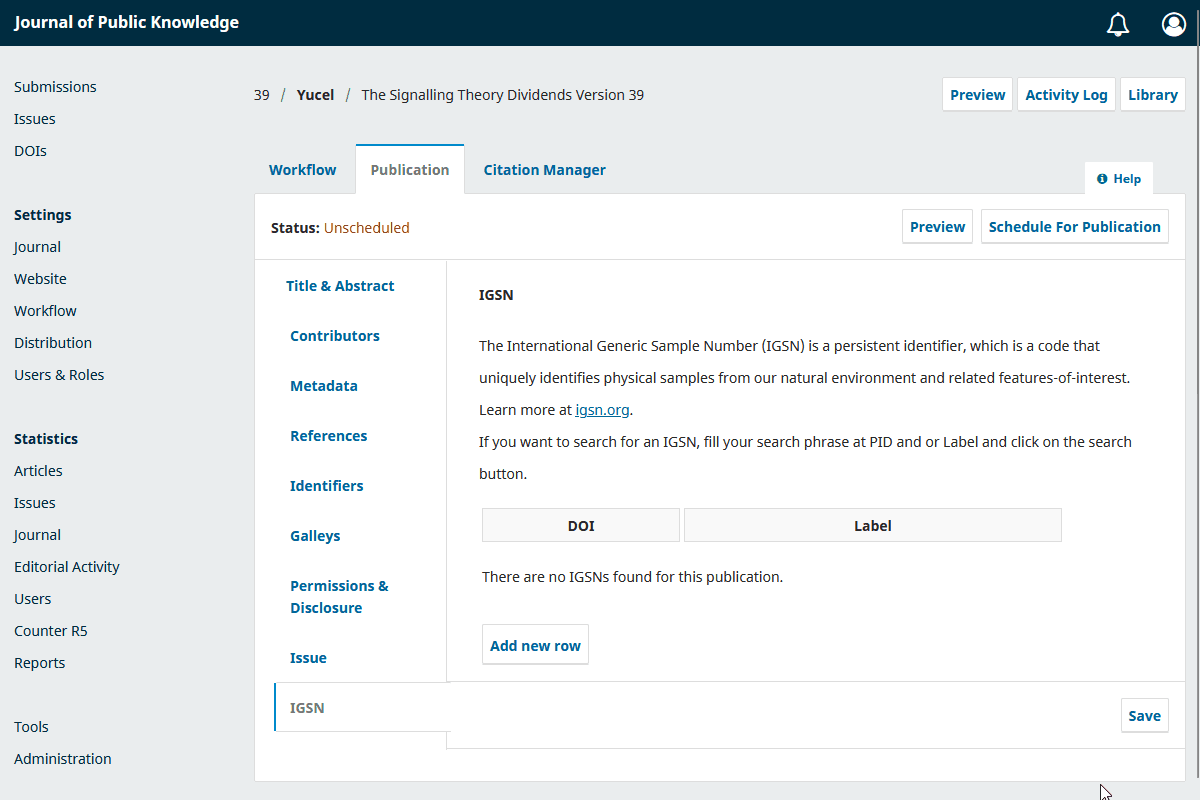 Journal of Public Knowledge
Submissions
Issues
DOIs
Settings
Journal
Website
Workflow
Distribution
Users & Roles
Statistics
Articles
Issues
Journal
Editorial Activity
Users
Counter R5
Reports
Tools
Administration
39 / Yucel / The Signalling Theory Dividends Version 39
Preview Activity Log Library
Workflow Publication Citation Manager
Help
Status: Unscheduled
Preview Schedule For Publication
Title & Abstract
Contributors
Metadata
References
Identifiers
Galleys
Permissions &
Disclosure
Issue
IGSN
IGSN
The International Generic Sample Number (IGSN) is a persistent identifier, which is a code that
uniquely identifies physical samples from our natural environment and related features-of-interest.
Learn more at igsn.org.
If you want to search for an IGSN, fill your search phrase at PID and or Label and click on the search
button.
DOI Label
There are no IGSNs found for this publication.
Add new row
Save